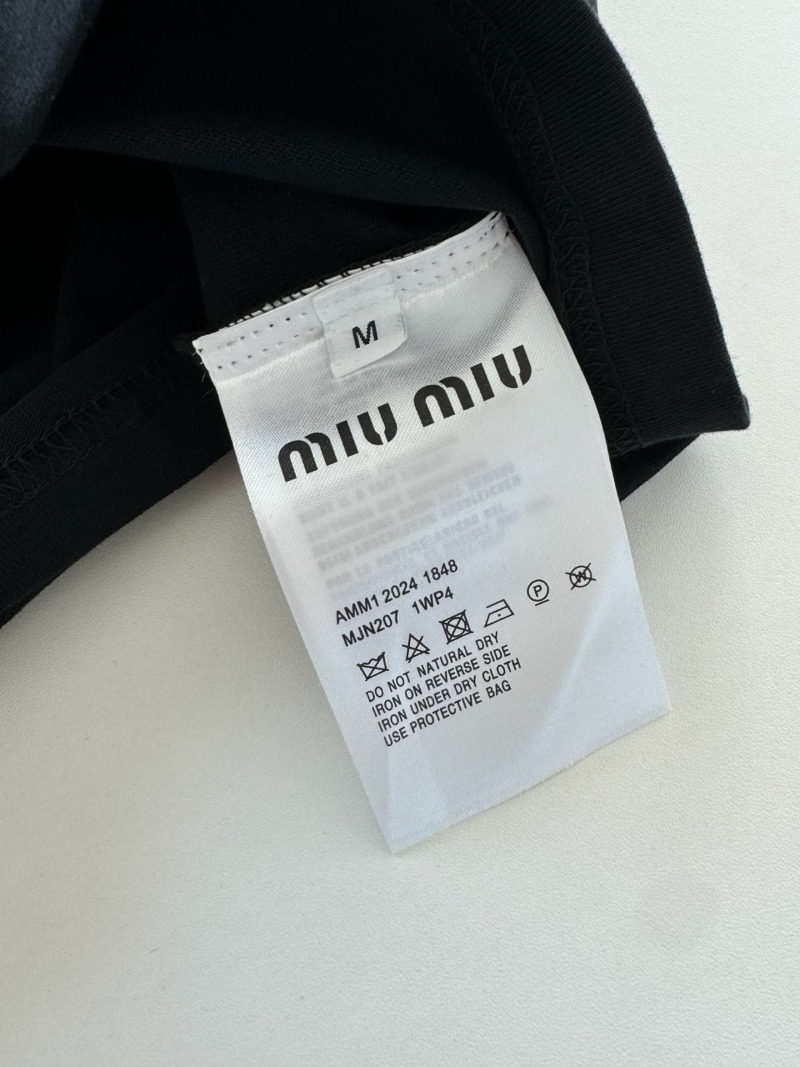 M
miu miu
AMM1 2024 1848
MJN207 1WP4
P
W
DO NOT NATURAL DRY
IRON ON REVERSE SIDE
IRON UNDER DRY CLOTH
USE PROTECTIVE BAG